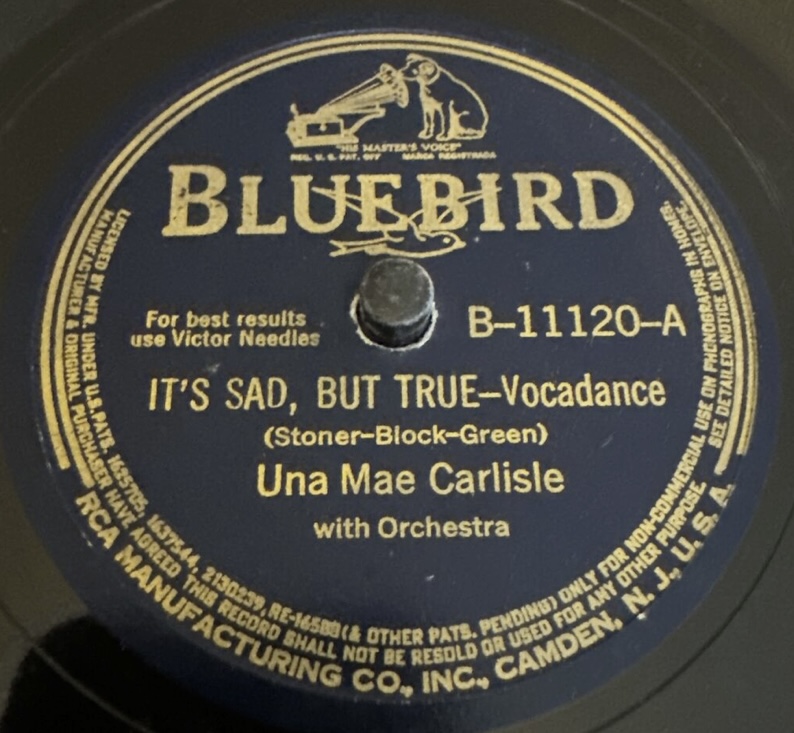 "HIS MASTER'S VOICE"
REG. U. S. PAT. OFF MARCA REGISTRADA
BLUEBIRD
For best results
use Victor Needles
B-11120-A
IT'S SAD, BUT TRUE-Vocadance
(Stoner-Block-Green)
Una Mae Carlisle
with Orchestra
LICENSED BY MFR. UNDER U.S. PATS. 1625705, 1637544, 2130239, RE-16588 (& OTHER PATS. PENDING) ONLY FOR NON-COMMERCIAL USE ON PHONOGRAPHS IN HOMES.
MANUFACTURER & ORIGINAL PURCHASER HAVE AGREED THIS RECORD SHALL NOT BE RESOLD OR USED FOR ANY OTHER PURPOSE. SEE DETAILED NOTICE ON ENVELOPE.
RCA MANUFACTURING CO., INC., CAMDEN, N. J., U. S. A.